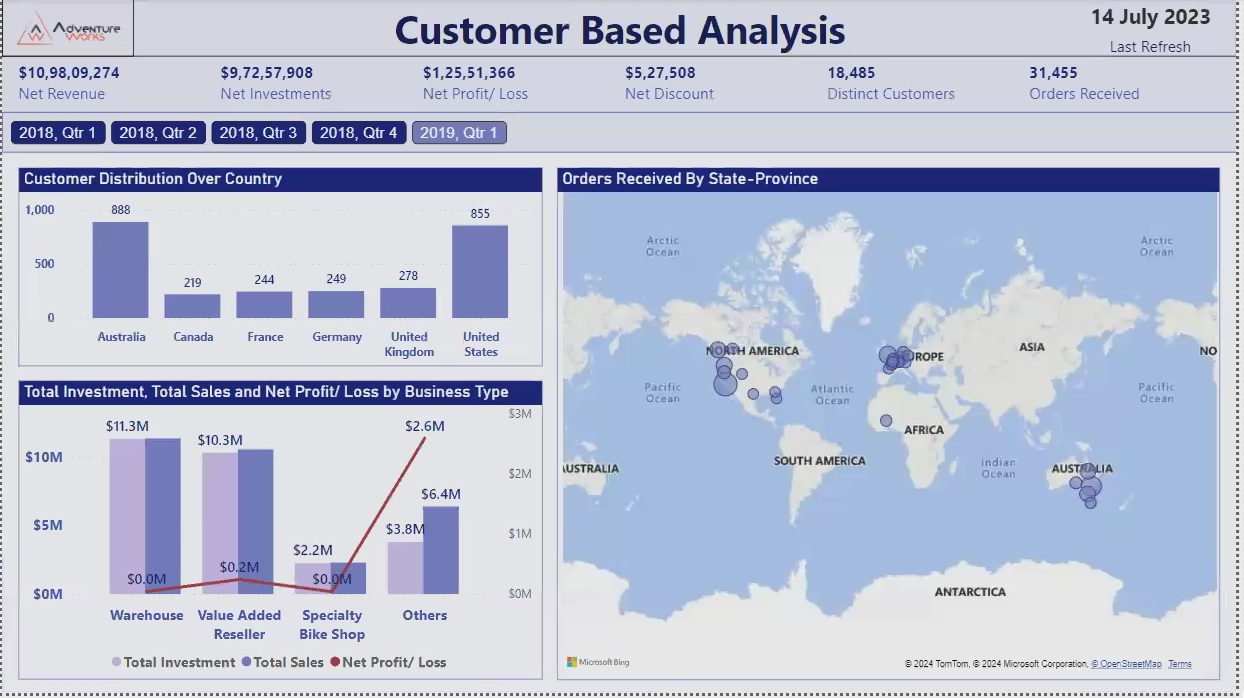 Adventure
Works
Customer Based Analysis
14 July 2023
Last Refresh
$10,98,09,274
Net Revenue
$9,72,57,908
Net Investments
$1,25,51,366
Net Profit/ Loss
$5,27,508
Net Discount
18,485
Distinct Customers
31,455
Orders Received
2018, Qtr 1
2018, Qtr 2
2018, Qtr 3
2018, Qtr 4
2019, Qtr 1
Customer Distribution Over Country
1,000
500
0
888
219
244
249
278
855
Australia
Canada
France
Germany
United
Kingdom
United
States
Total Investment, Total Sales and Net Profit/ Loss by Business Type
$10M
$5M
$0M
$3M
$2M
$1M
$0M
$11.3M
$10.3M
$2.2M
$3.8M
$6.4M
$2.6M
$0.0M
$0.2M
$0.0M
Warehouse
Value Added
Reseller
Specialty
Bike Shop
Others
Total Investment
Total Sales
Net Profit/ Loss
Orders Received By State-Province
Arctic
Ocean
Arctic
Ocean
NORTH AMERICA
ROPE
ASIA
NO
Pacific
Ocean
Atlantic
Ocean
Pacific
Ocean
AFRICA
AUSTRALIA
SOUTH AMERICA
Indian
Ocean
AUSTRALIA
ANTARCTICA
Microsoft Bing
© 2024 TomTom, © 2024 Microsoft Corporation, © OpenStreetMap Terms